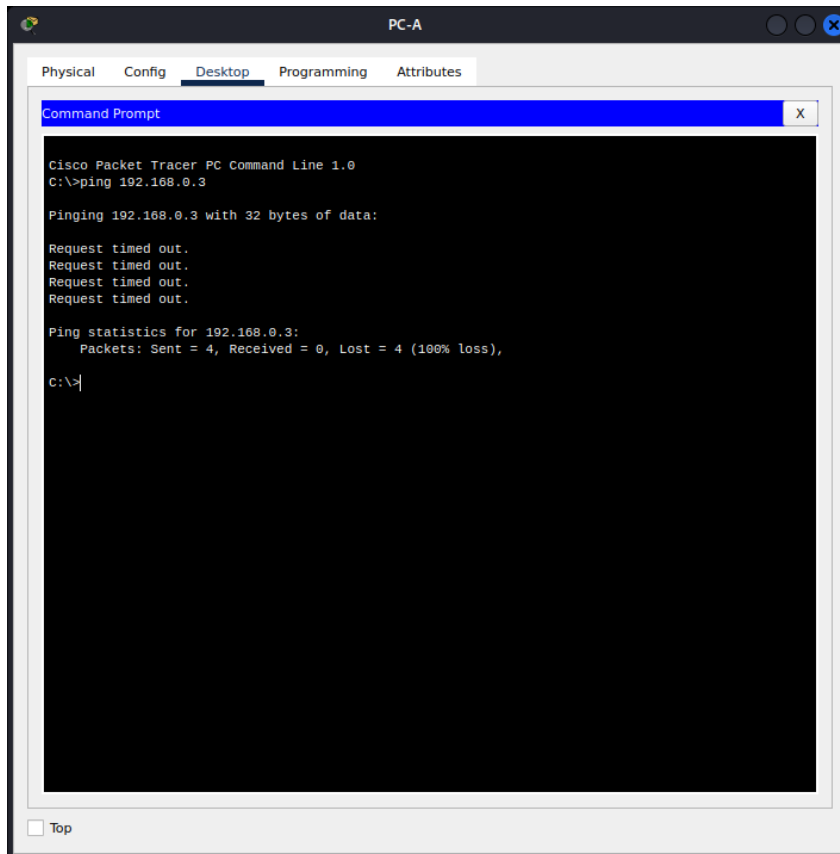 PC-A
Physical Config Desktop Programming Attributes
Command Prompt X
Cisco Packet Tracer PC Command Line 1.0
C:\>ping 192.168.0.3
Pinging 192.168.0.3 with 32 bytes of data:
Request timed out.
Request timed out.
Request timed out.
Request timed out.
Ping statistics for 192.168.0.3:
    Packets: Sent = 4, Received = 0, Lost = 4 (100% loss),
C:\>
Top